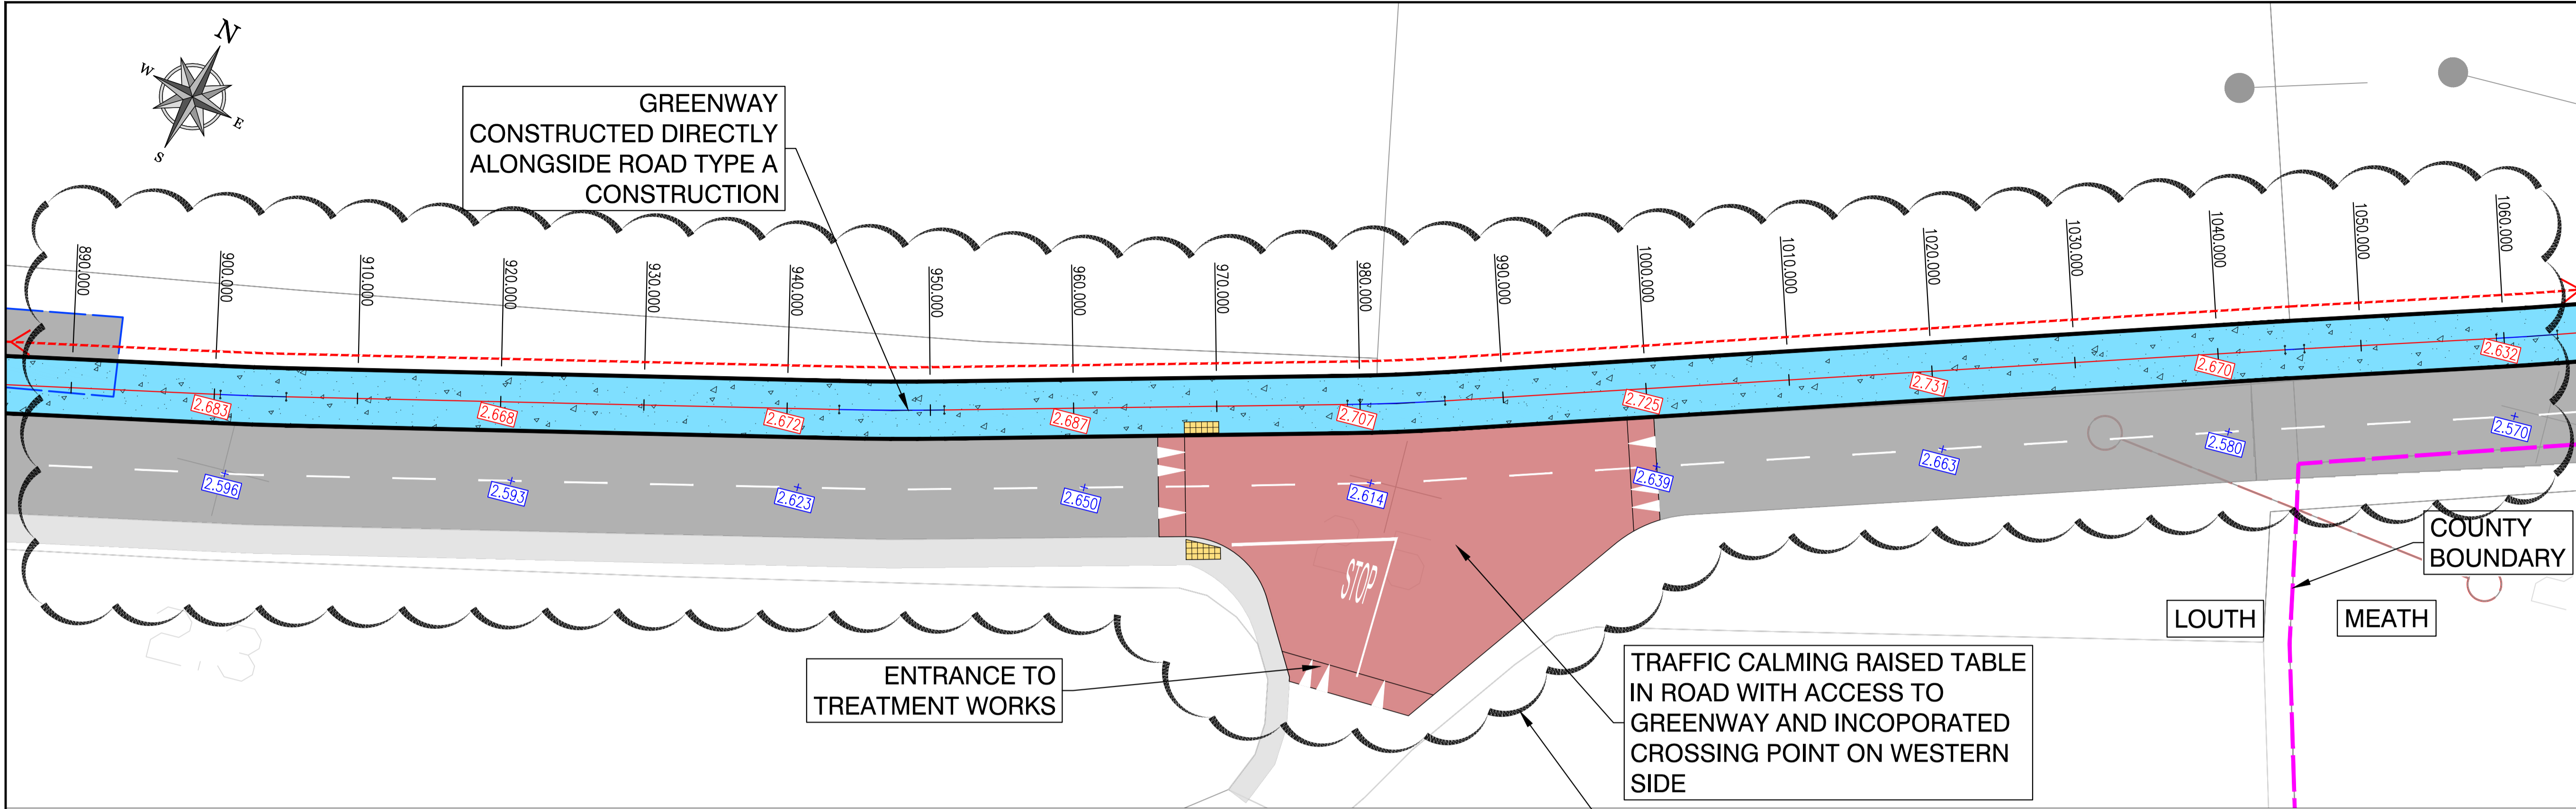 N
W
E
S
GREENWAY
CONSTRUCTED DIRECTLY
ALONGSIDE ROAD TYPE A
CONSTRUCTION
890.000
900.000
910.000
920.000
930.000
940.000
950.000
960.000
970.000
980.000
990.000
1000.000
1010.000
1020.000
1030.000
1040.000
1050.000
1060.000
2.683
2.668
2.672
2.687
2.707
2.725
2.731
2.670
2.632
2.596
2.593
2.623
2.650
2.614
2.639
2.663
2.580
2.570
STOP
COUNTY
BOUNDARY
LOUTH
MEATH
ENTRANCE TO
TREATMENT WORKS
TRAFFIC CALMING RAISED TABLE
IN ROAD WITH ACCESS TO
GREENWAY AND INCOPORATED
CROSSING POINT ON WESTERN
SIDE